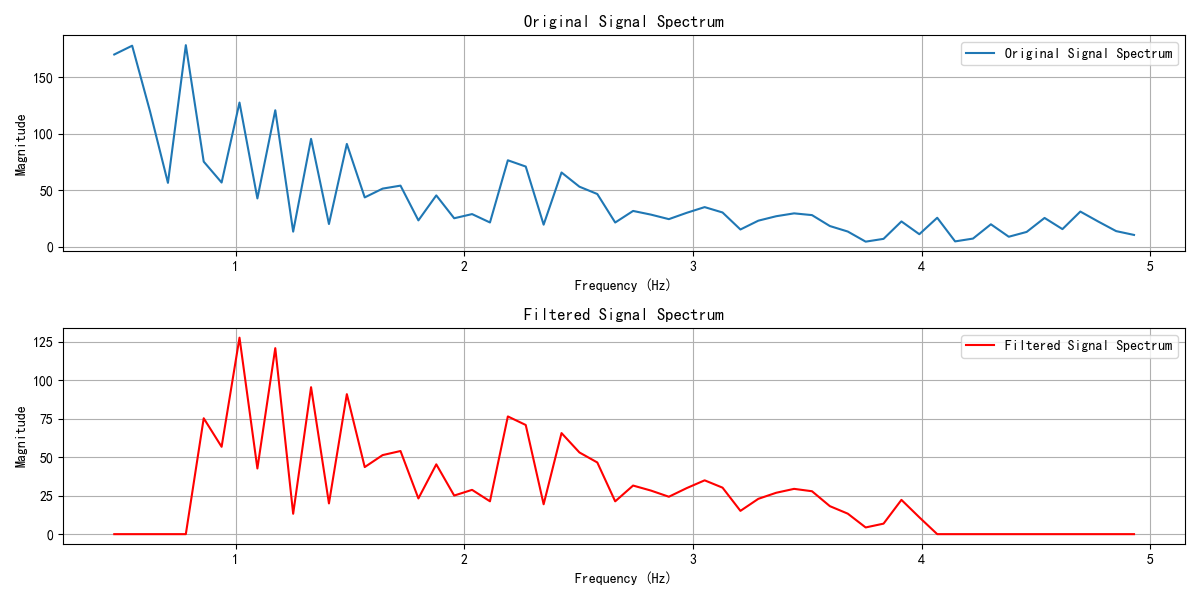 Original Signal Spectrum
Original Signal Spectrum
Magnitude
150
100
50
0
1 2 3 4 5
Frequency (Hz)
Filtered Signal Spectrum
Filtered Signal Spectrum
Magnitude
125
100
75
50
25
0
1 2 3 4 5
Frequency (Hz)